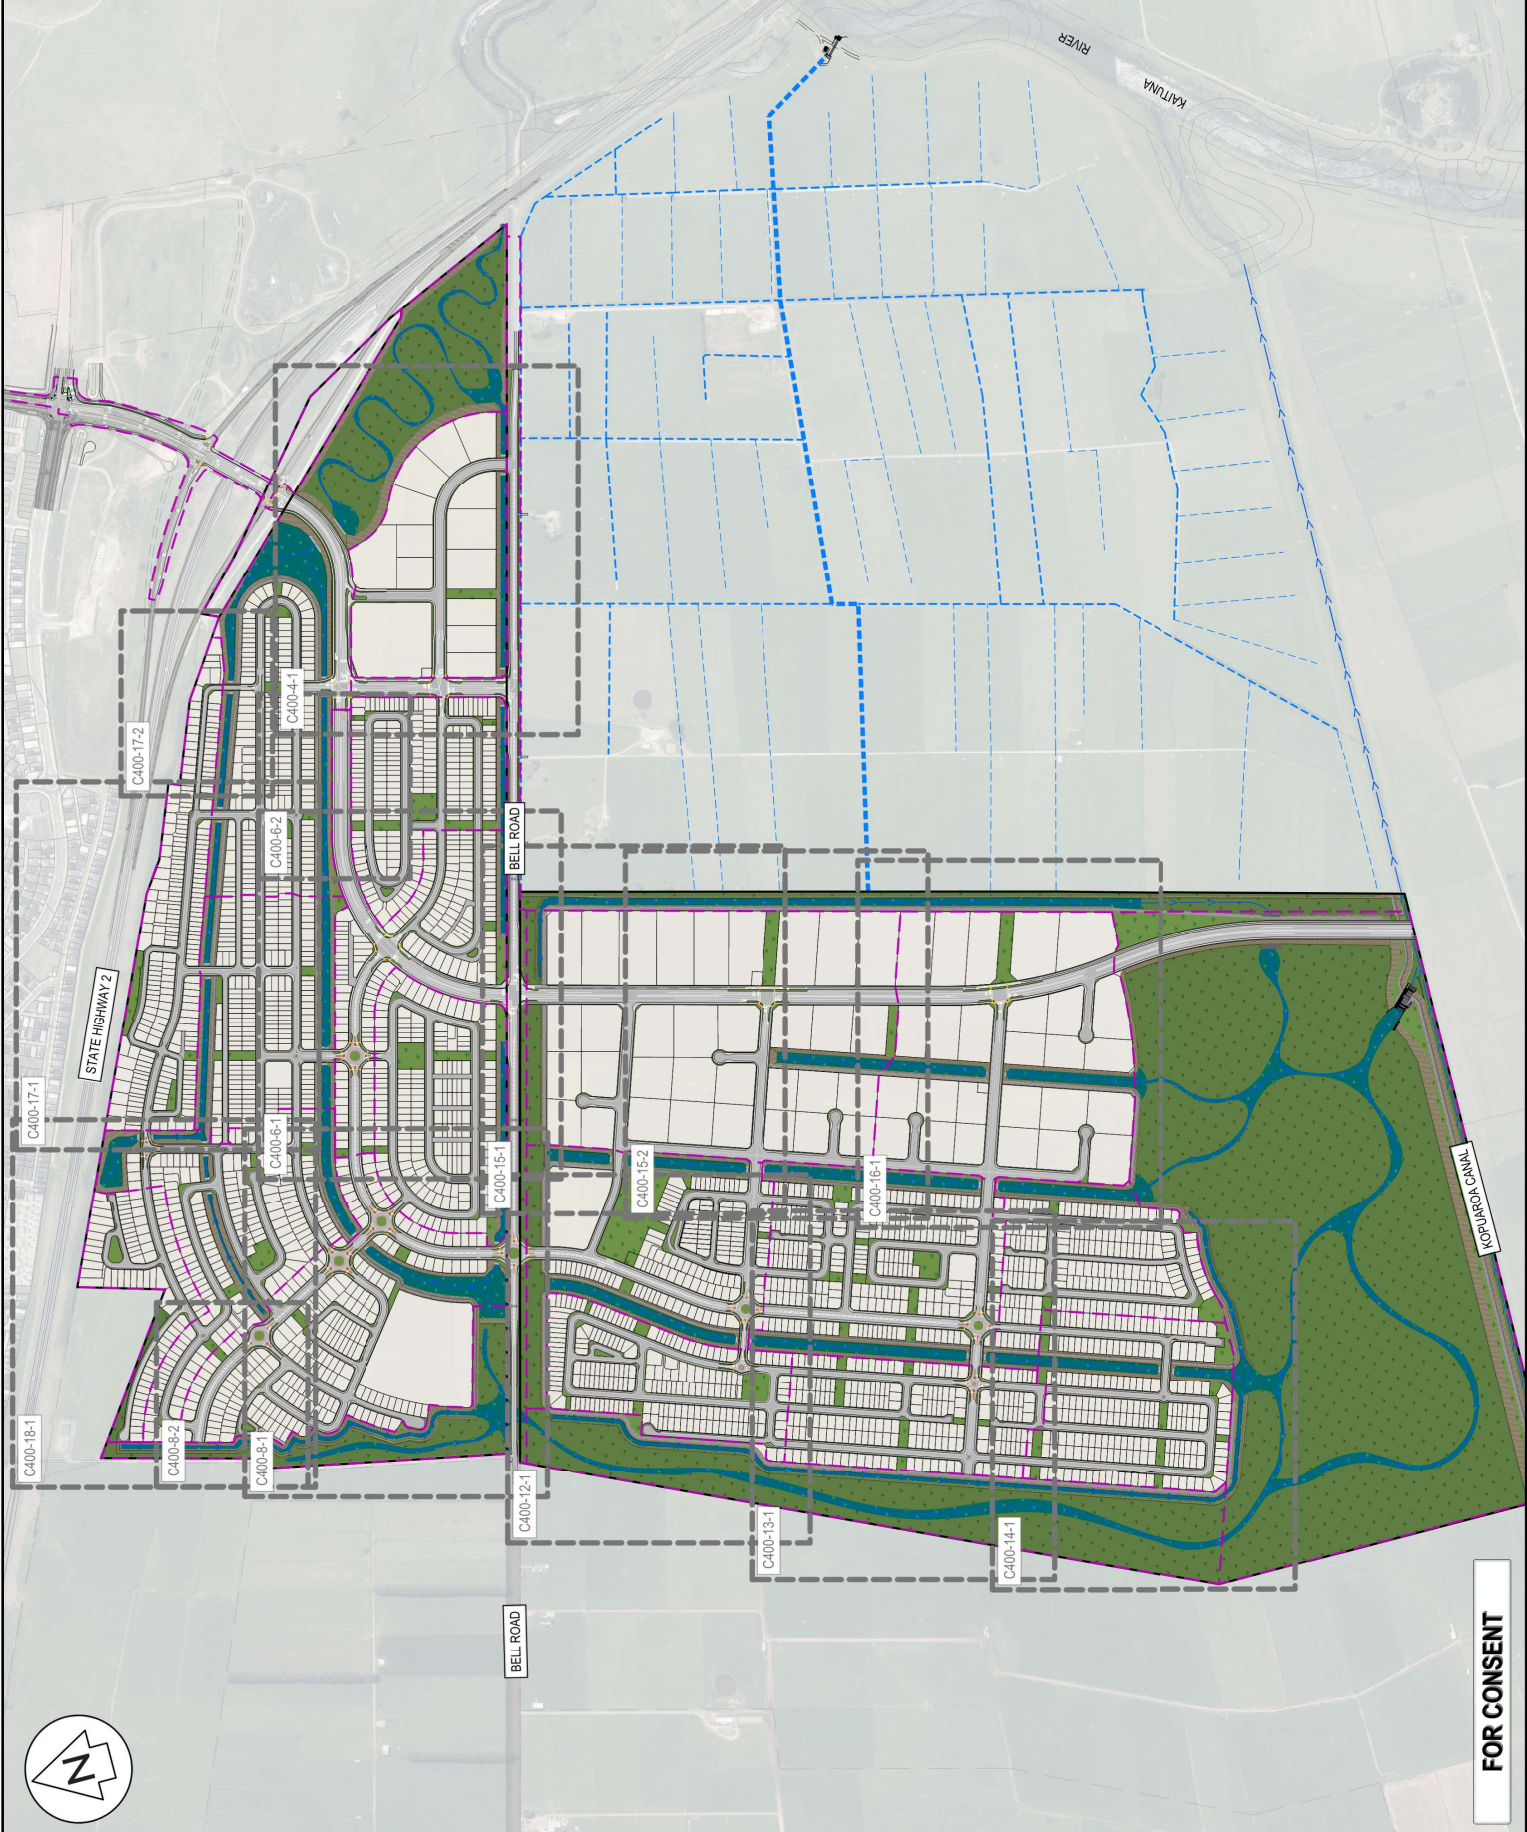 RIVER
KAITUNA
C400-4-1
C400-17-2
C400-6-2
BELL ROAD
STATE HIGHWAY 2
C400-17-1
C400-6-1
C400-15-1
C400-15-2
C400-16-1
KOPUAROA CANAL
C400-18-1
C400-8-2
C400-8-1
C400-12-1
C400-13-1
C400-14-1
BELL ROAD
N
FOR CONSENT